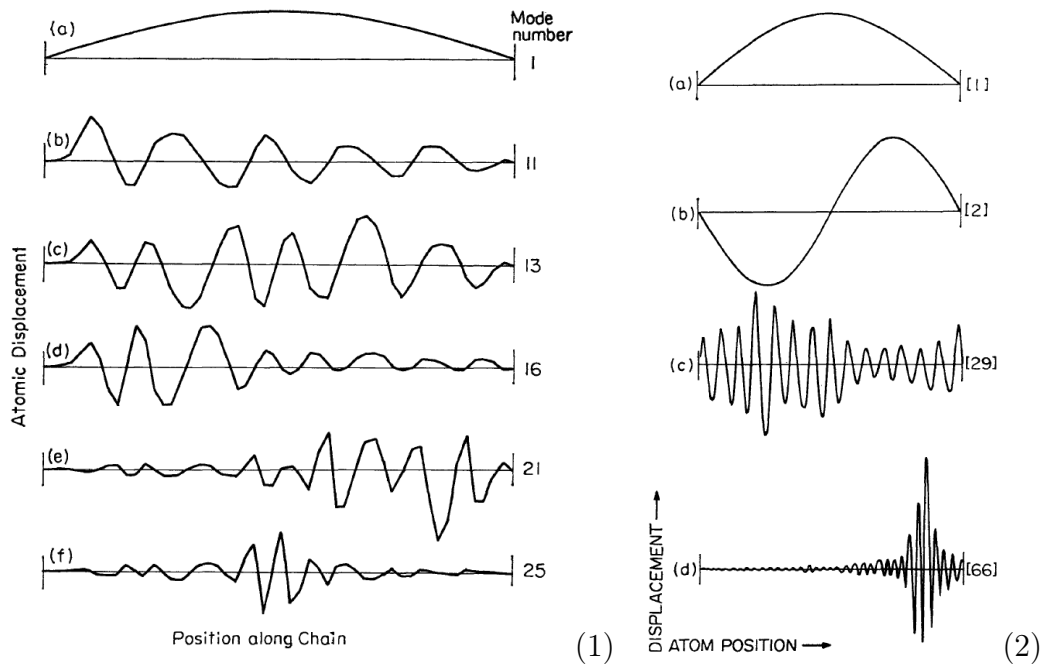 (a)
Mode
number
1
(b)
11
(c)
13
(d)
16
(e)
21
(f)
25
Atomic Displacement
Position along Chain
(1)
(a)
[1]
(b)
[2]
(c)
[29]
(d)
[66]
DISPLACEMENT →
ATOM POSITION →
(2)